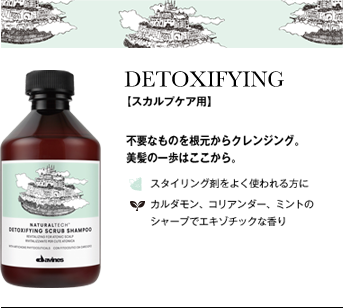 DETOXIFYING
【スカルプケア用】
不要なものを根元からクレンジング。
美髪の一歩はここから。
スタイリング剤をよく使われる方に
カルダモン、コリアンダー、ミントの
シャープでエキゾチックな香り
NATURALTECH
DETOXIFYING SCRUB SHAMPOO
davines